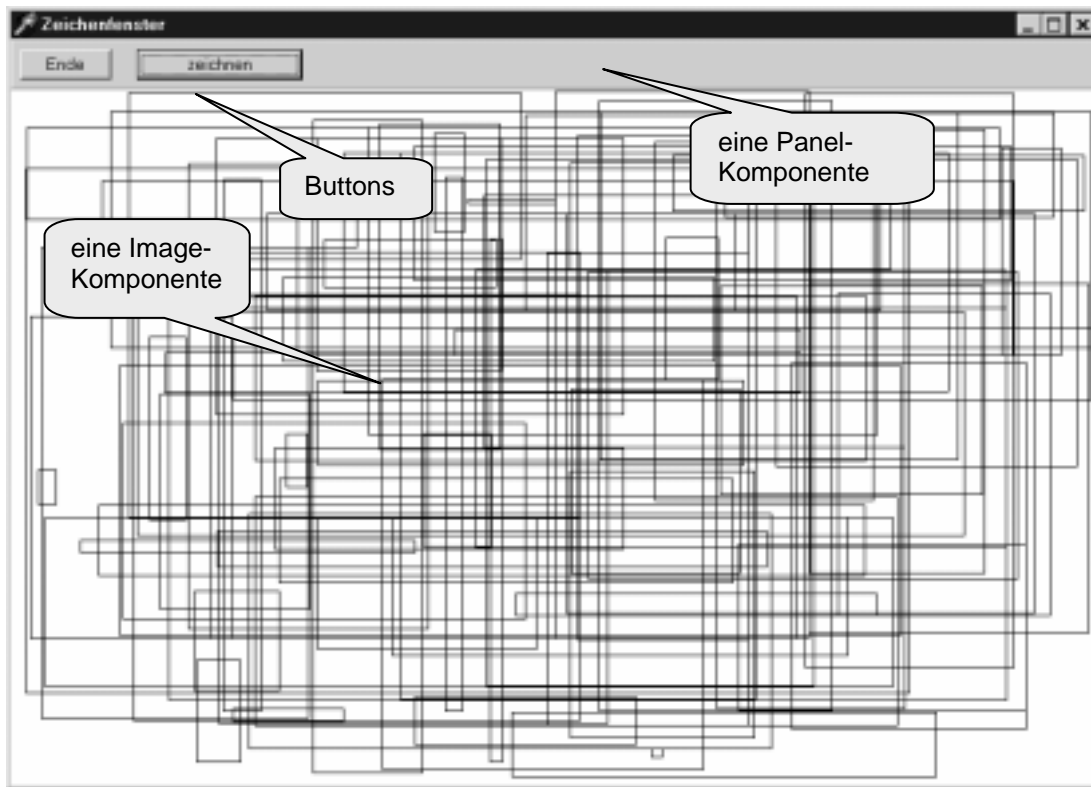 Zeichenfenster
Ende
zeichnen
eine Panel-
Komponente
Buttons
eine Image-
Komponente